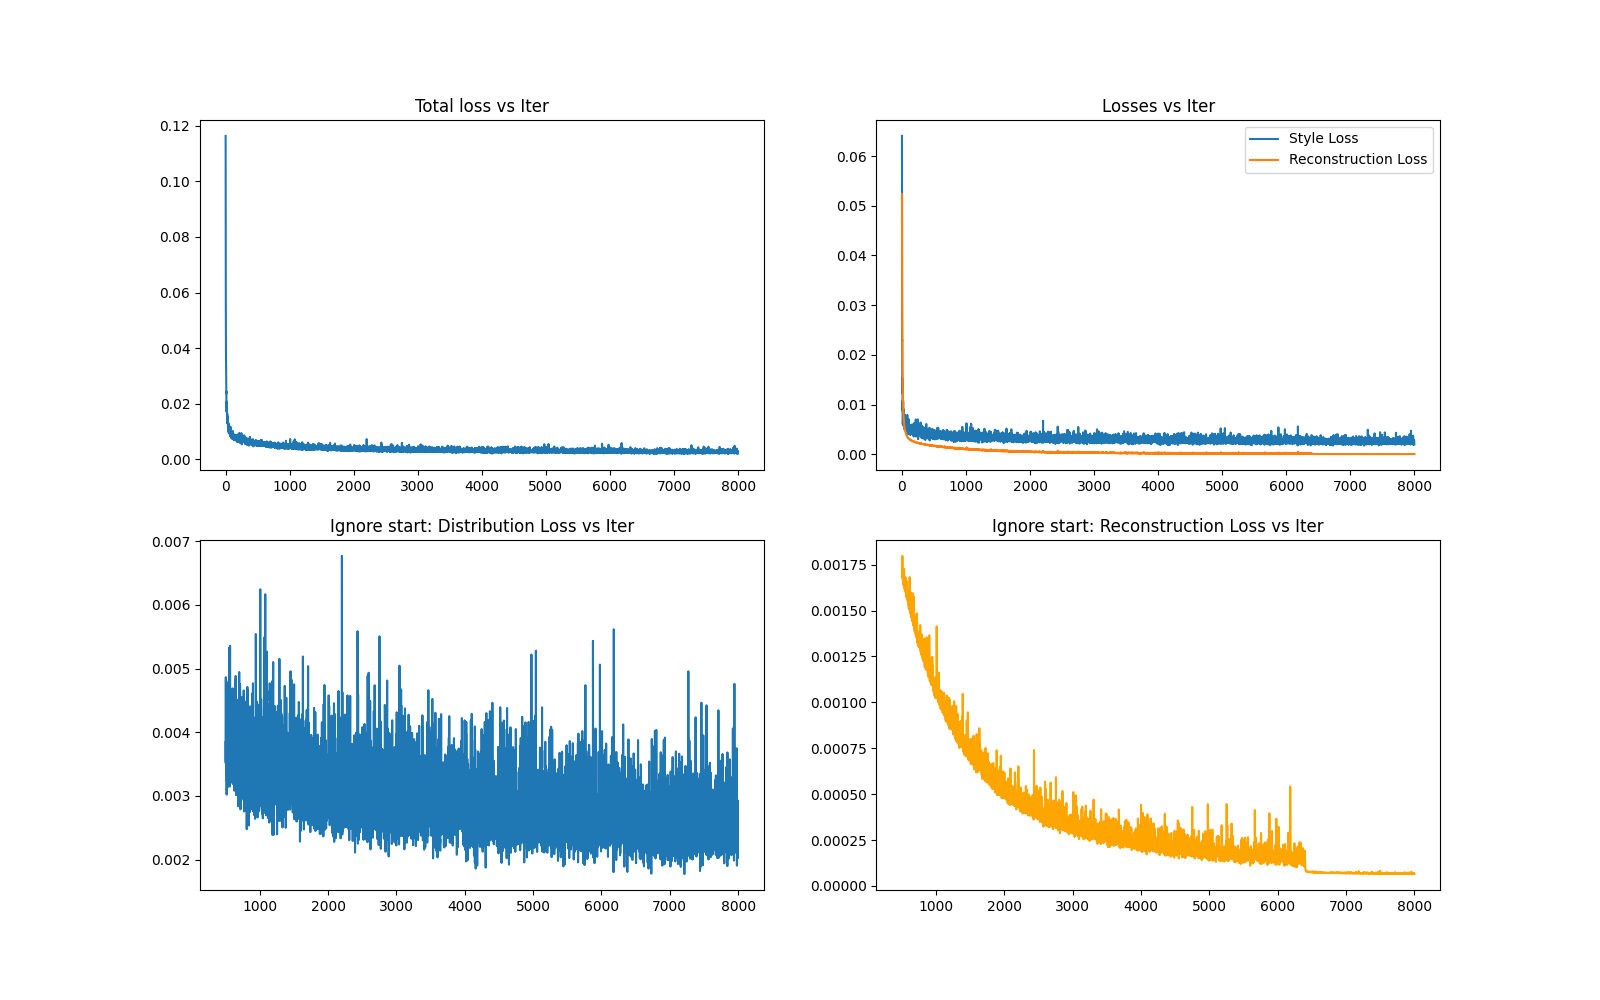 Total loss vs Iter
0.12
0.10
0.08
0.06
0.04
0.02
0.00
0 1000 2000 3000 4000 5000 6000 7000 8000
Losses vs Iter
Style Loss
Reconstruction Loss
0.06
0.05
0.04
0.03
0.02
0.01
0.00
0 1000 2000 3000 4000 5000 6000 7000 8000
Ignore start: Distribution Loss vs Iter
0.007
0.006
0.005
0.004
0.003
0.002
1000 2000 3000 4000 5000 6000 7000 8000
Ignore start: Reconstruction Loss vs Iter
0.00175
0.00150
0.00125
0.00100
0.00075
0.00050
0.00025
0.00000
1000 2000 3000 4000 5000 6000 7000 8000